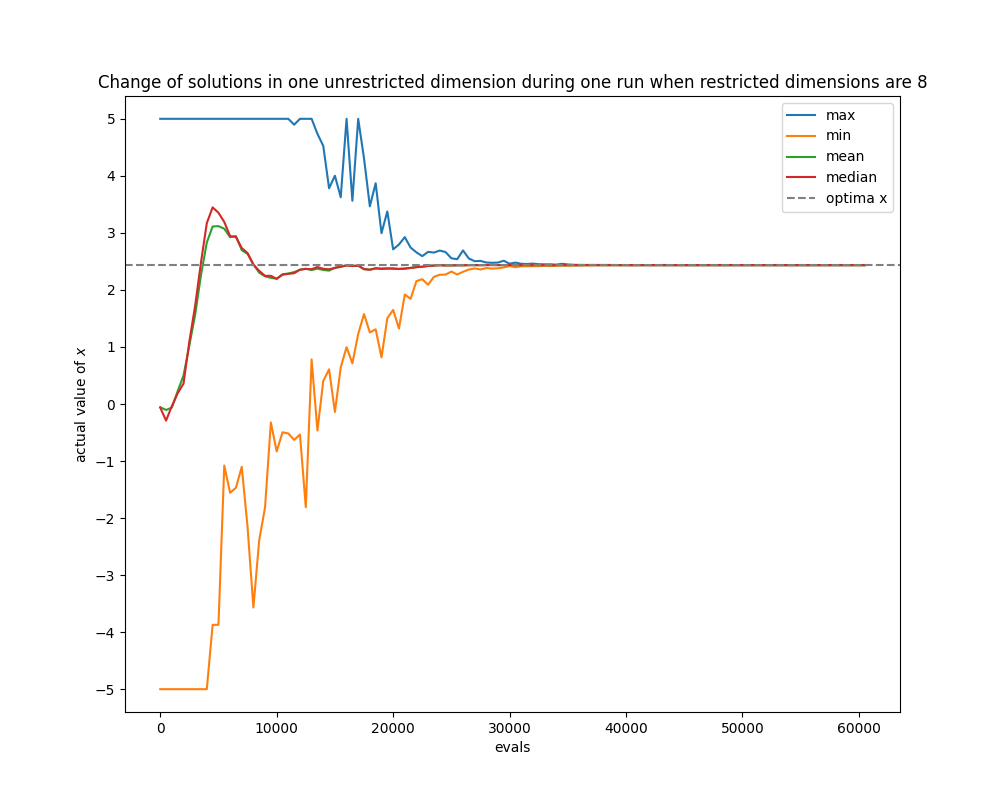 Change of solutions in one unrestricted dimension during one run when restricted dimensions are 8
max
min
mean
median
optima x
actual value of x
5
4
3
2
1
0
−1
−2
−3
−4
−5
0 10000 20000 30000 40000 50000 60000
evals